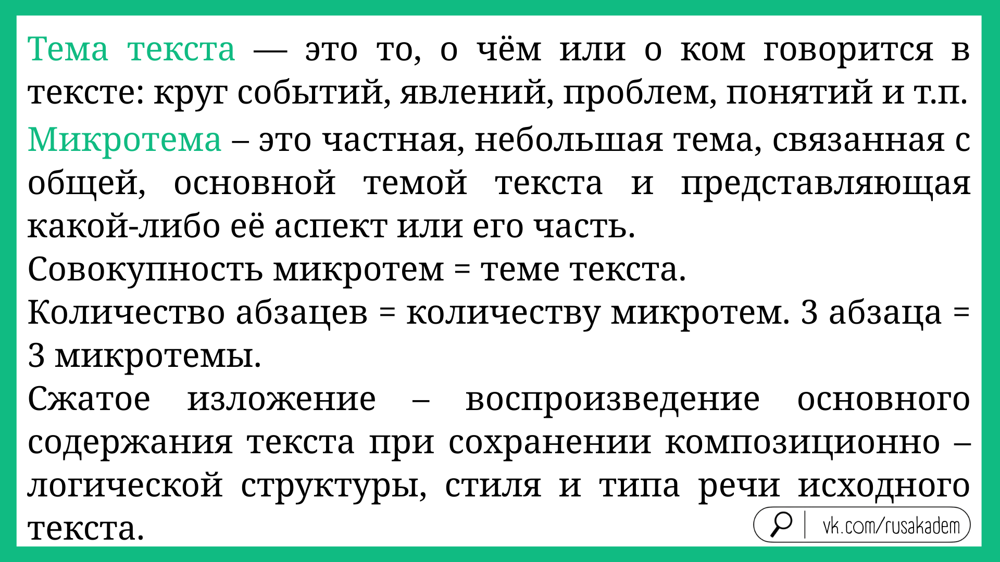 Тема текста — это то, о чём или о ком говорится в
тексте: круг событий, явлений, проблем, понятий и т.п.
Микротема – это частная, небольшая тема, связанная с
общей, основной темой текста и представляющая
какой-либо её аспект или его часть.
Совокупность микротем = теме текста.
Количество абзацев = количеству микротем. 3 абзаца =
3 микротемы.
Сжатое изложение – воспроизведение основного
содержания текста при сохранении композиционно –
логической структуры, стиля и типа речи исходного
текста.
vk.com/rusakadem